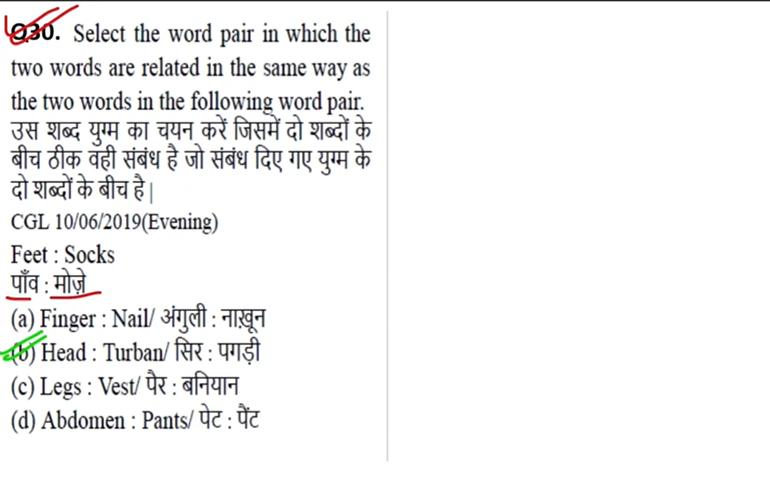 Q30. Select the word pair in which the
two words are related in the same way as
the two words in the following word pair.
उस शब्द युग्म का चयन करें जिसमें दो शब्दों के
बीच ठीक वही संबंध है जो संबंध दिए गए युग्म के
दो शब्दों के बीच है|
CGL 10/06/2019(Evening)
Feet : Socks
पाँव : मोज़े
(a) Finger : Nail/ अंगुली : नाख़ून
(b) Head : Turban/ सिर : पगड़ी
(c) Legs : Vest/ पैर : बनियान
(d) Abdomen : Pants/ पेट : पैंट